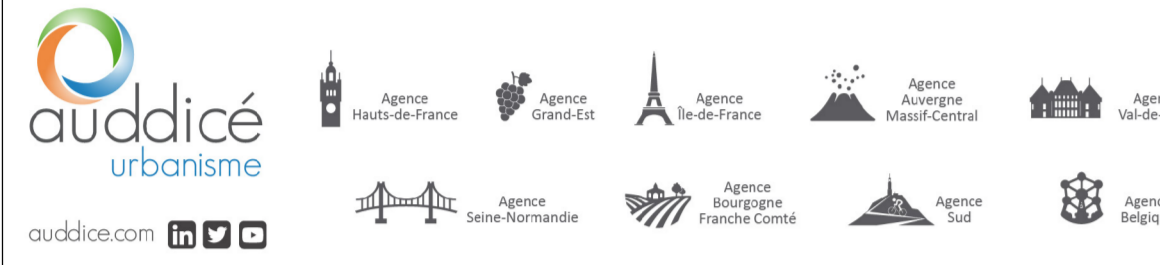 auddicé
urbanisme
auddice.com
Agence
Hauts-de-France
Agence
Grand-Est
Agence
Île-de-France
Agence
Auvergne
Massif-Central
Agence
Seine-Normandie
Agence
Bourgogne
Franche Comté
Agence
Sud